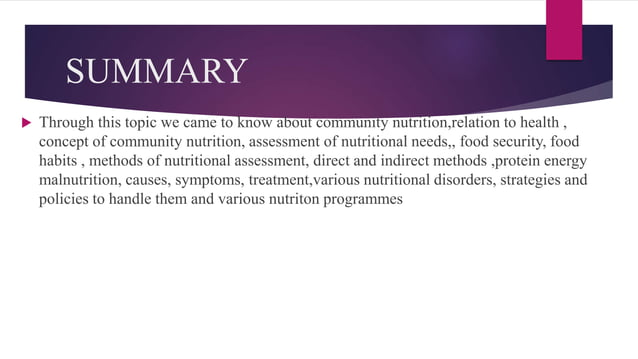 SUMMARY
Through this topic we came to know about community nutrition,relation to health ,
concept of community nutrition, assessment of nutritional needs,, food security, food
habits , methods of nutritional assessment, direct and indirect methods ,protein energy
malnutrition, causes, symptoms, treatment,various nutritional disorders, strategies and
policies to handle them and various nutriton programmes